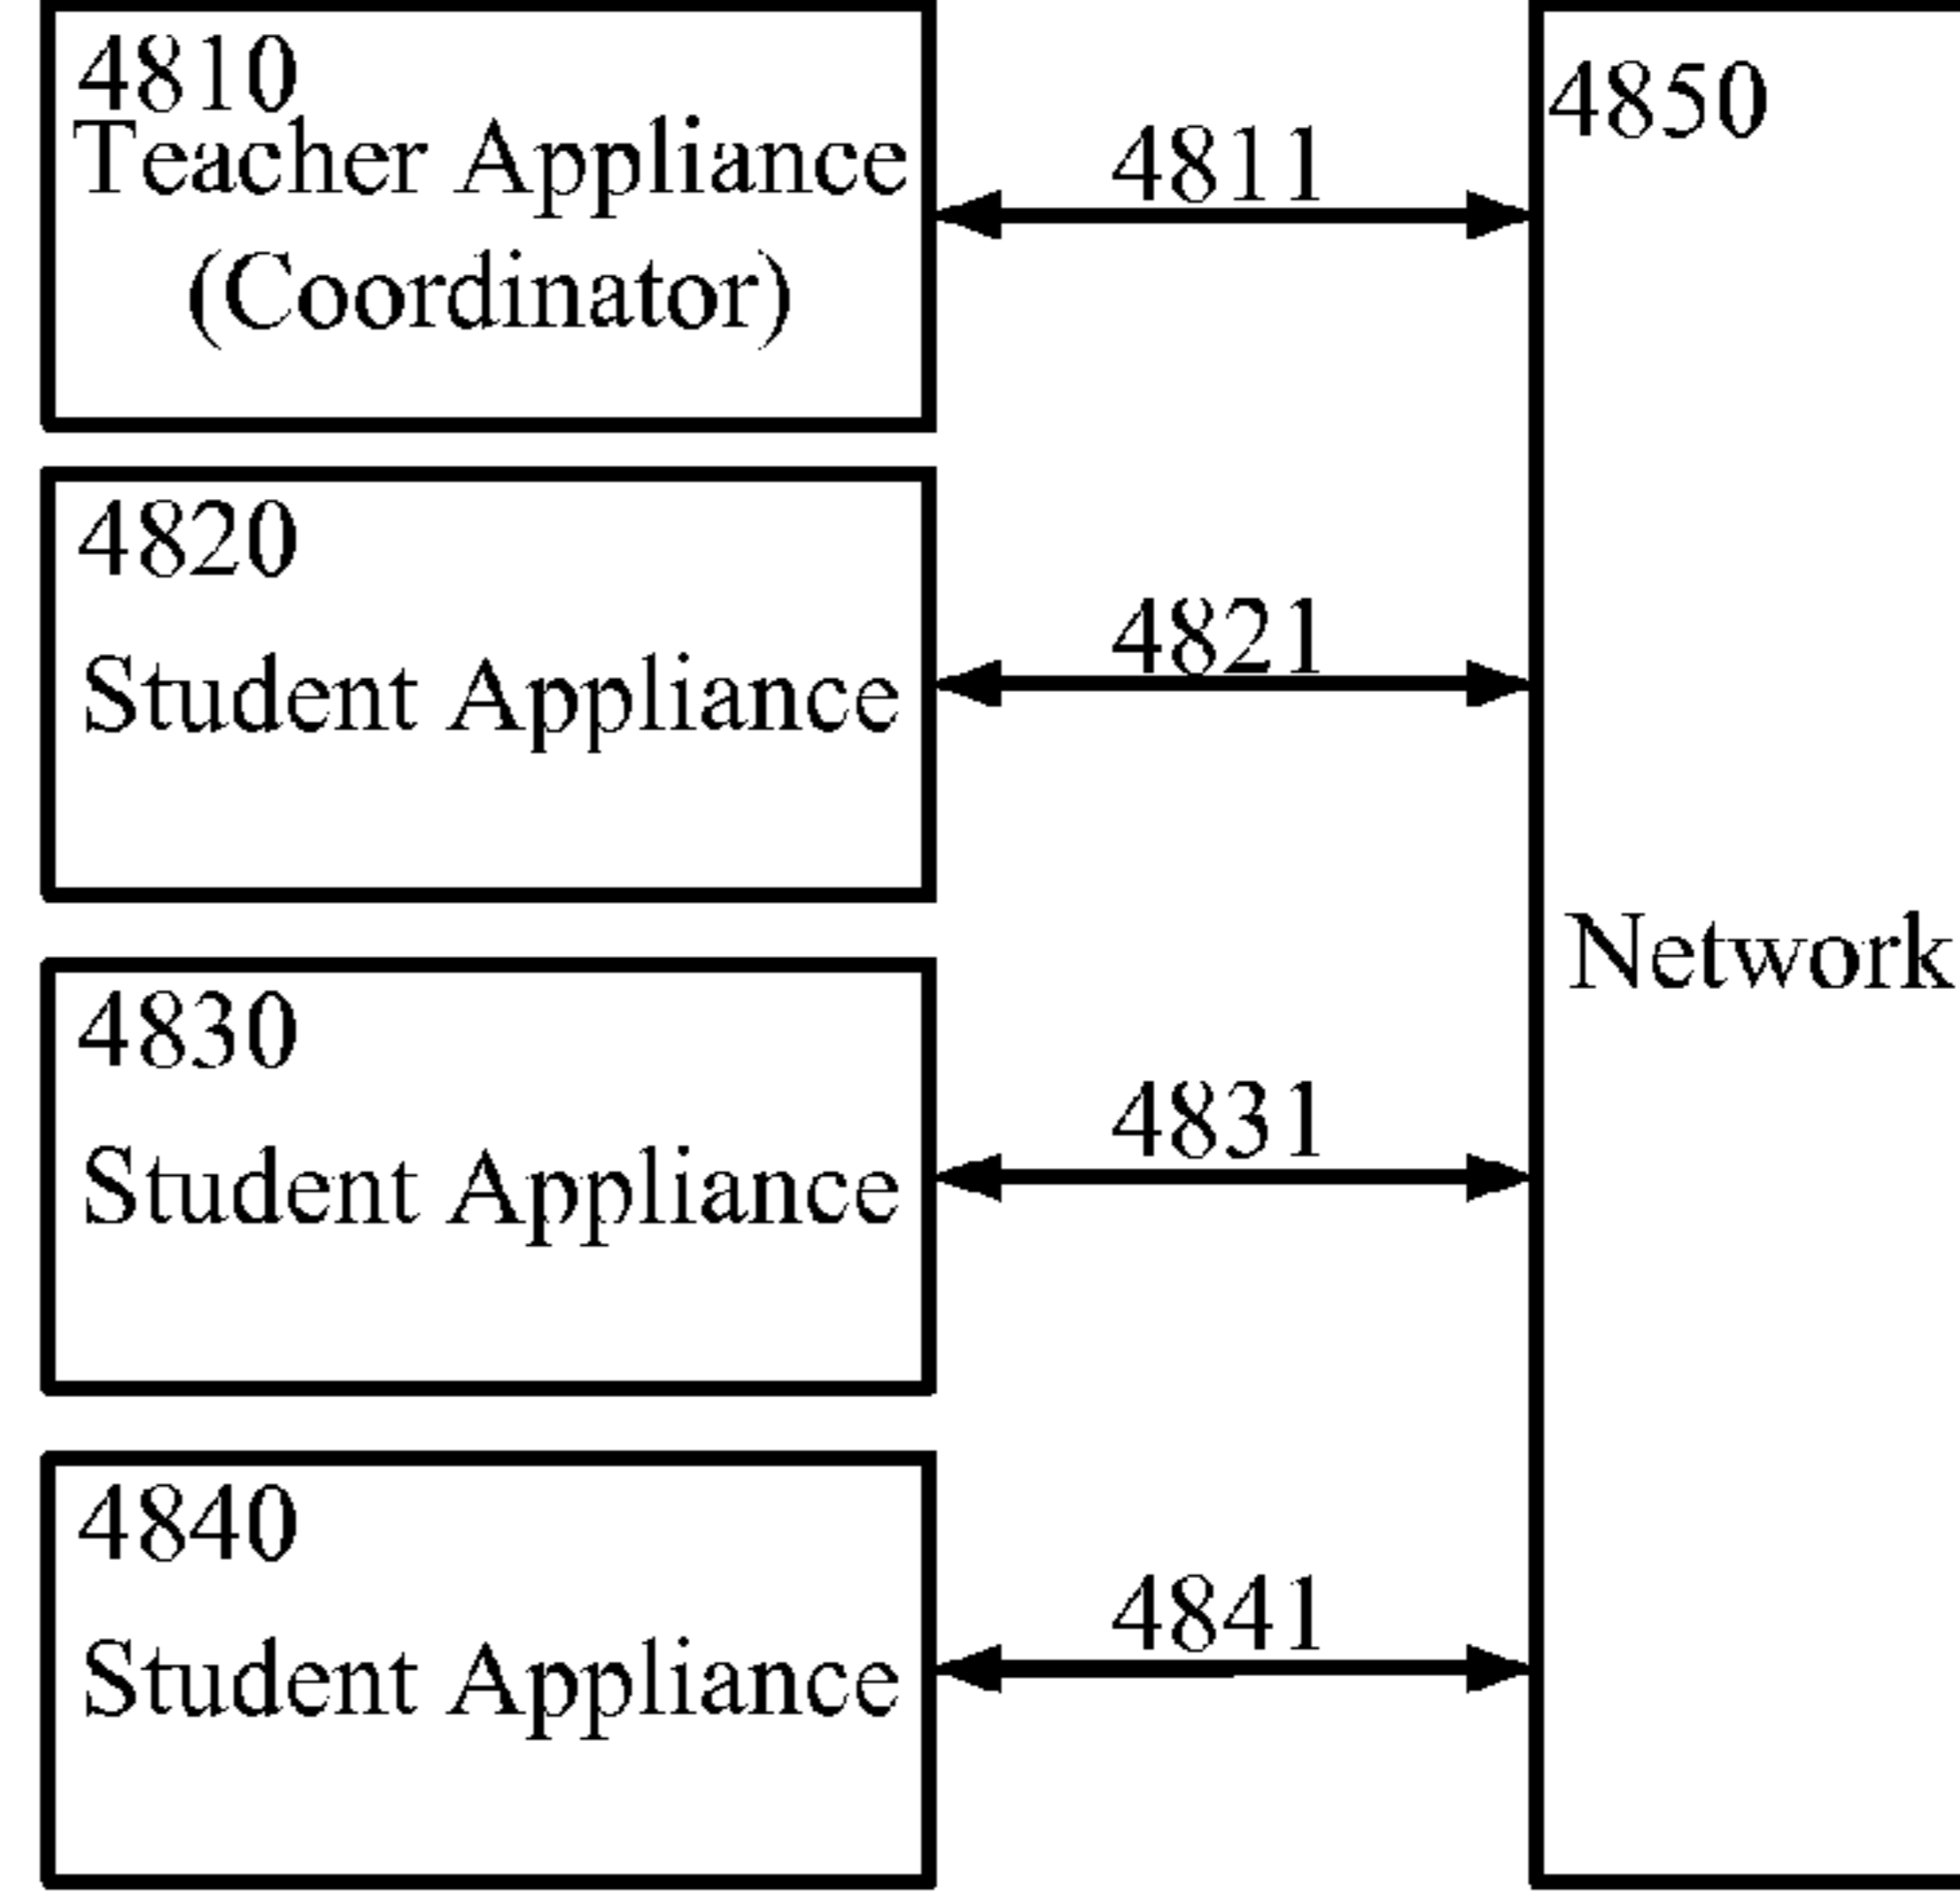 4810
Teacher Appliance
(Coordinator)
4811
4850
4820
Student Appliance
4821
Network
4830
Student Appliance
4831
4840
Student Appliance
4841